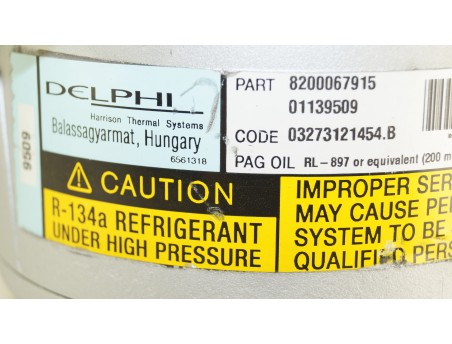 DELPHI
Harrison Thermal Systems
Balassagyarmat, Hungary
6561318
9509
PART 8200067915
01139509
CODE 03273121454.B
PAG OIL RL-897 or equivalent (200 m
CAUTION
R-134a REFRIGERANT
UNDER HIGH PRESSURE
IMPROPER SER
MAY CAUSE PE
SYSTEM TO BE
QUALIFIED PERS